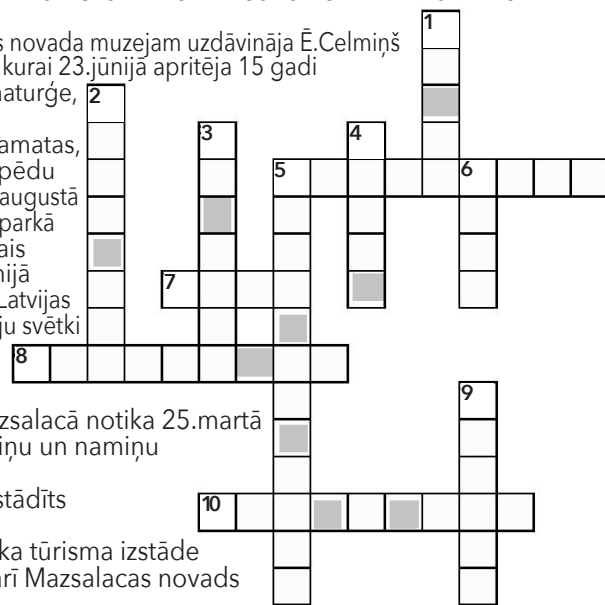 1
s novada muzejam uzdāvināja Ē.Celmiņš
kurai 23.jūnijā apritēja 15 gadi
naturģe,
2
3
4
amatas,
pēdu
5
6
augustā
parkā
ais
nijā
7
Latvijas
ju svētki
8
9
zsalacā notika 25.martā
iņu un namiņu
stādīts
10
ka tūrisma izstāde
arī Mazsalacas novads